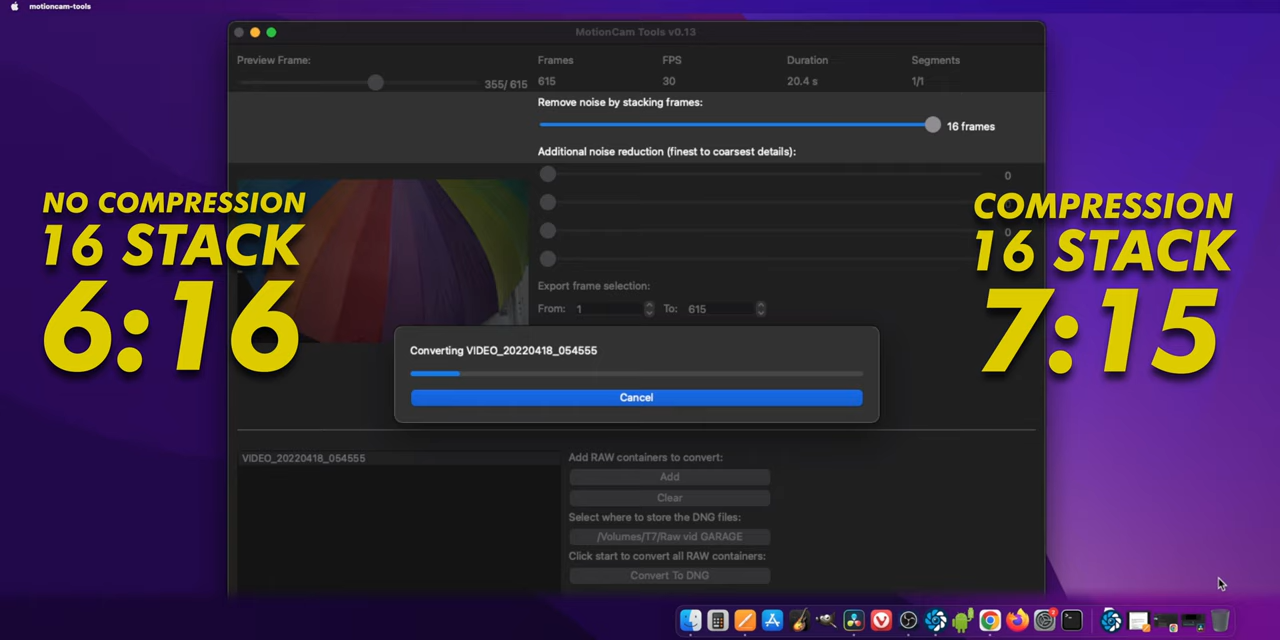 motioncam-tools
MotionCam Tools v0.13
Preview Frame:
355/ 615
Frames
FPS
Duration
Segments
615
30
20.4 s
1/1
Remove noise by stacking frames:
16 frames
Additional noise reduction (finest to coarsest details):
0
0
Export frame selection:
From: 1 To: 615
NO COMPRESSION
16 STACK
6:16
COMPRESSION
16 STACK
7:15
Converting VIDEO_20220418_054555
Cancel
VIDEO_20220418_054555
Add RAW containers to convert:
Add
Clear
Select where to store the DNG files:
/Volumes/T7/Raw vid GARAGE
Click start to convert all RAW containers:
Convert To DNG